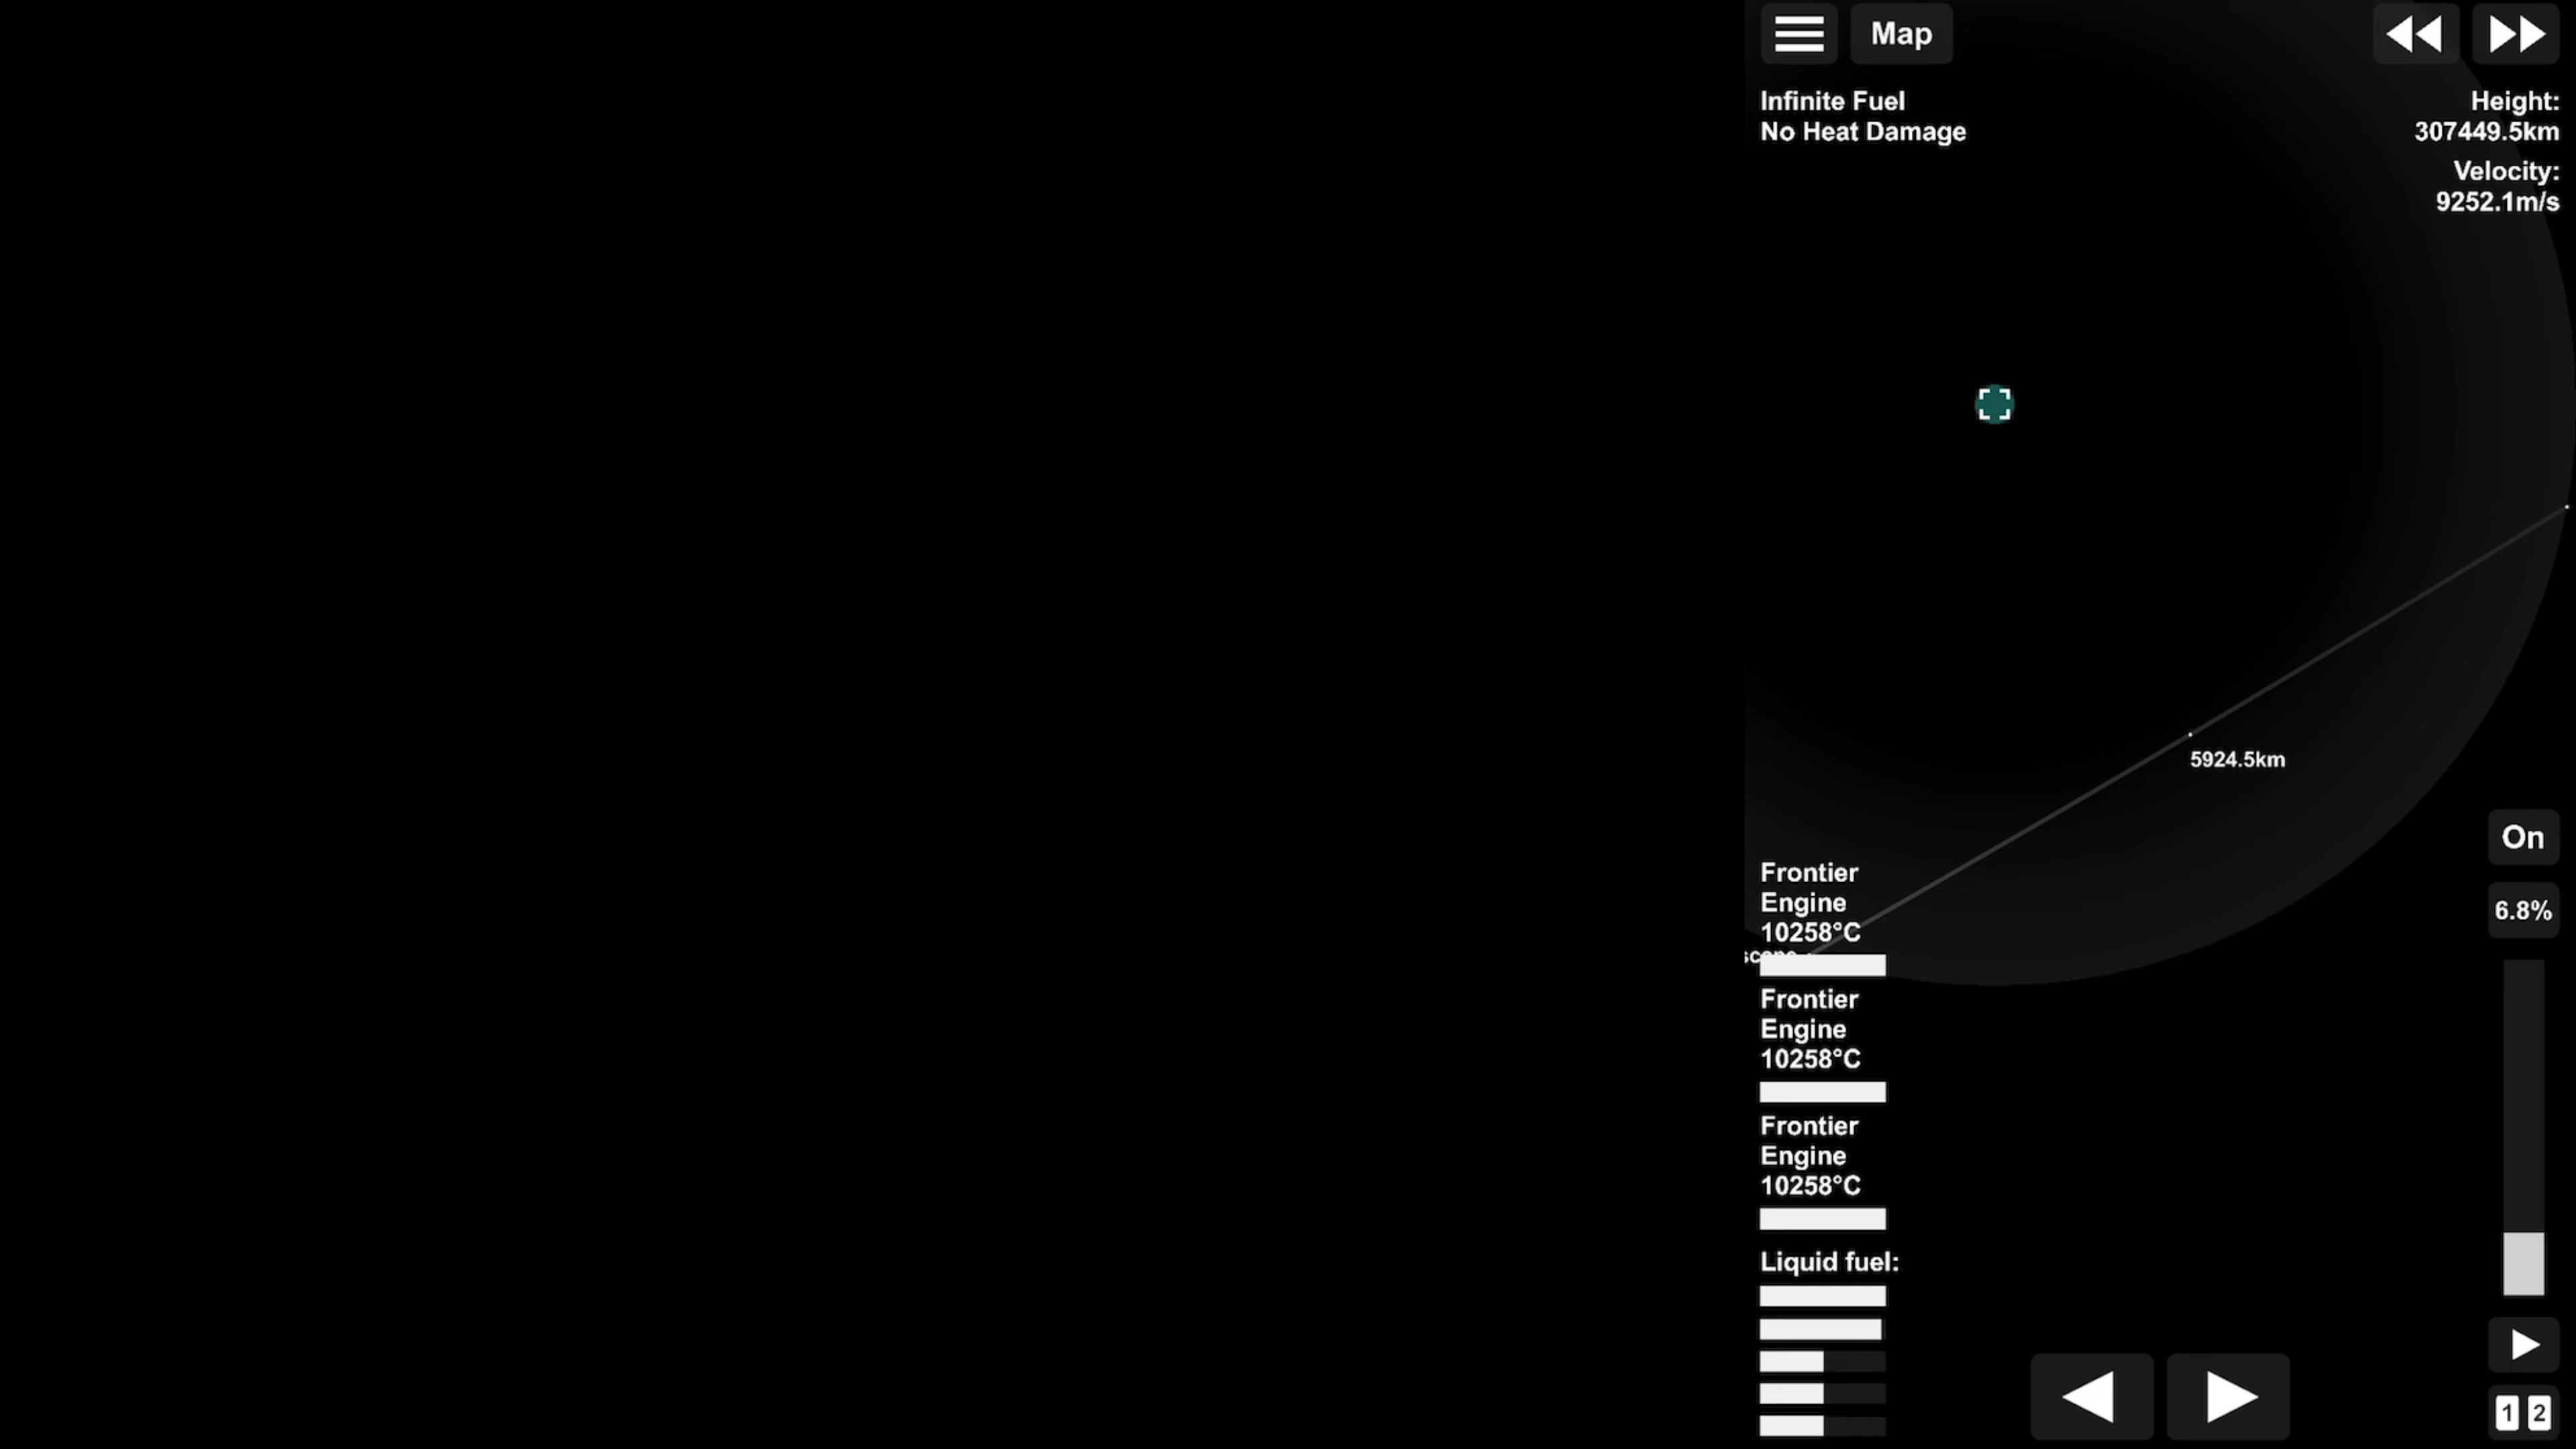 Map
Infinite Fuel
No Heat Damage
Height:
307449.5km
Velocity:
9252.1m/s
5924.5km
On
6.8%
Frontier
Engine
10258°C
Frontier
Engine
10258°C
Frontier
Engine
10258°C
Liquid fuel:
1 2